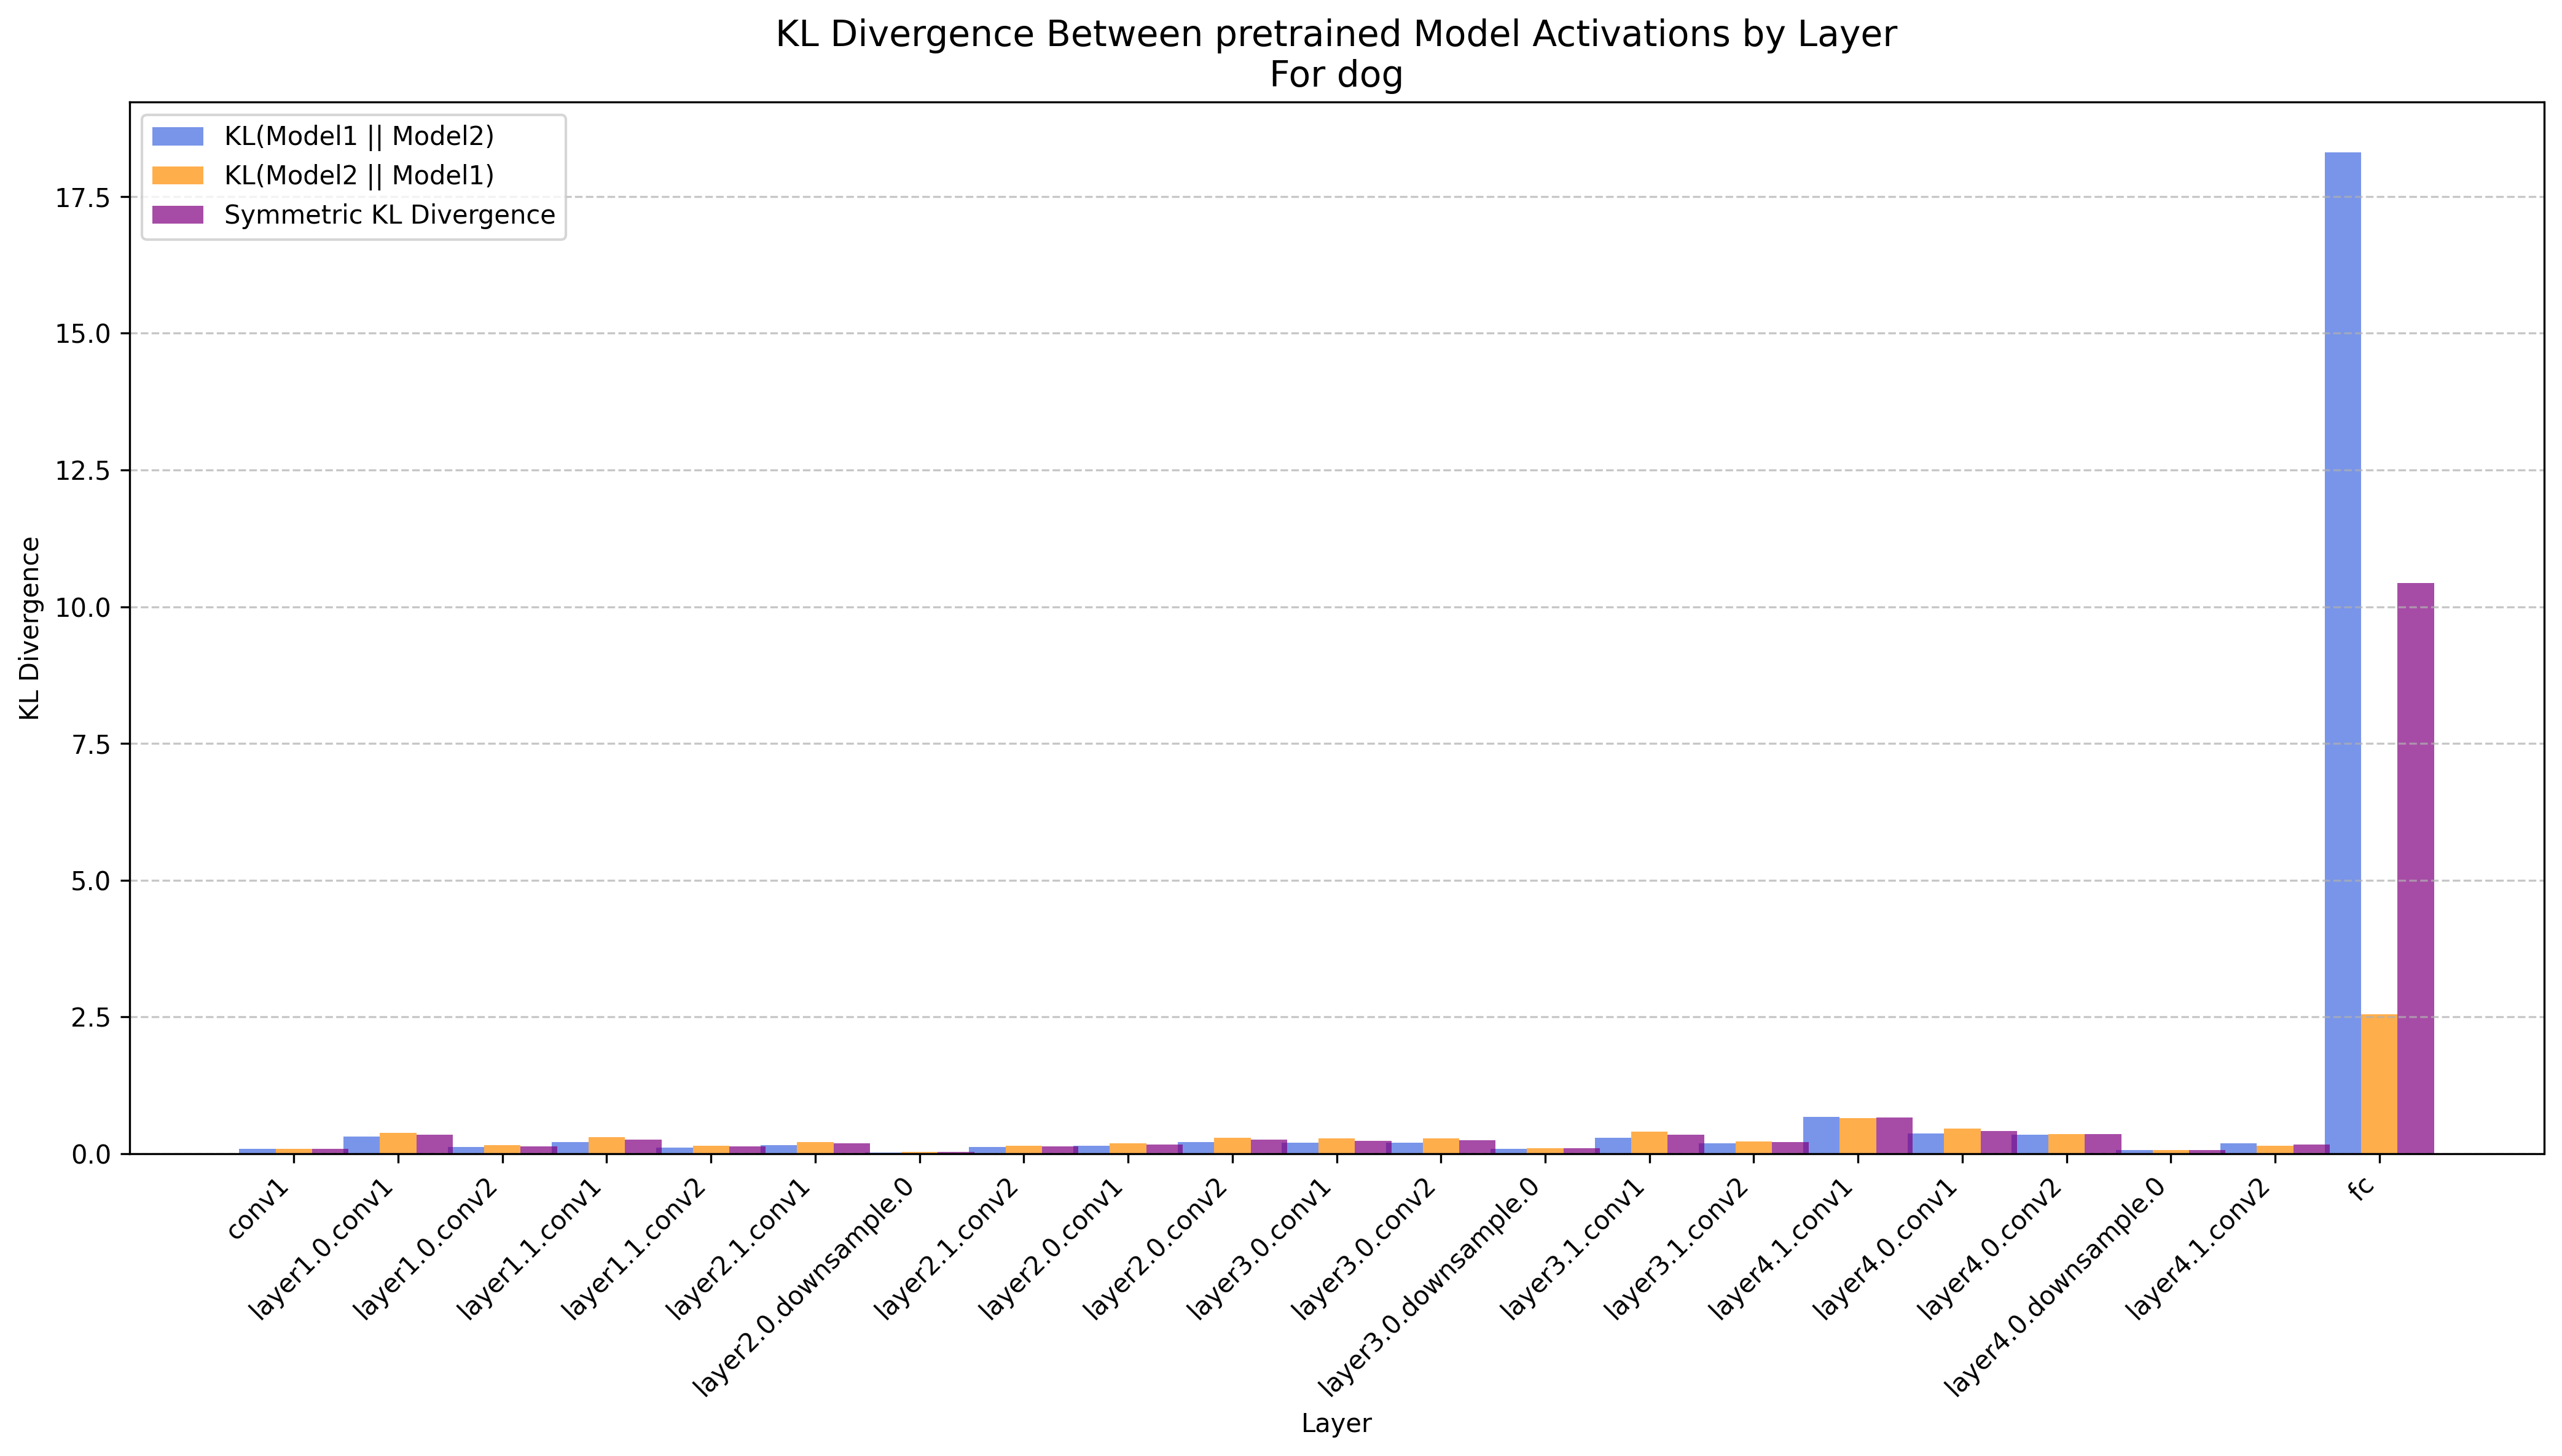 KL Divergence Between pretrained Model Activations by Layer
For dog
KL(Model1 || Model2)
KL(Model2 || Model1)
Symmetric KL Divergence
KL Divergence
17.5
15.0
12.5
10.0
7.5
5.0
2.5
0.0
conv1
layer1.0.conv1
layer1.0.conv2
layer1.1.conv1
layer1.1.conv2
layer2.1.conv1
layer2.0.downsample.0
layer2.1.conv2
layer2.0.conv1
layer2.0.conv2
layer3.0.conv1
layer3.0.conv2
layer3.0.downsample.0
layer3.1.conv1
layer3.1.conv2
layer4.1.conv1
layer4.0.conv1
layer4.0.conv2
layer4.0.downsample.0
layer4.1.conv2
fc
Layer